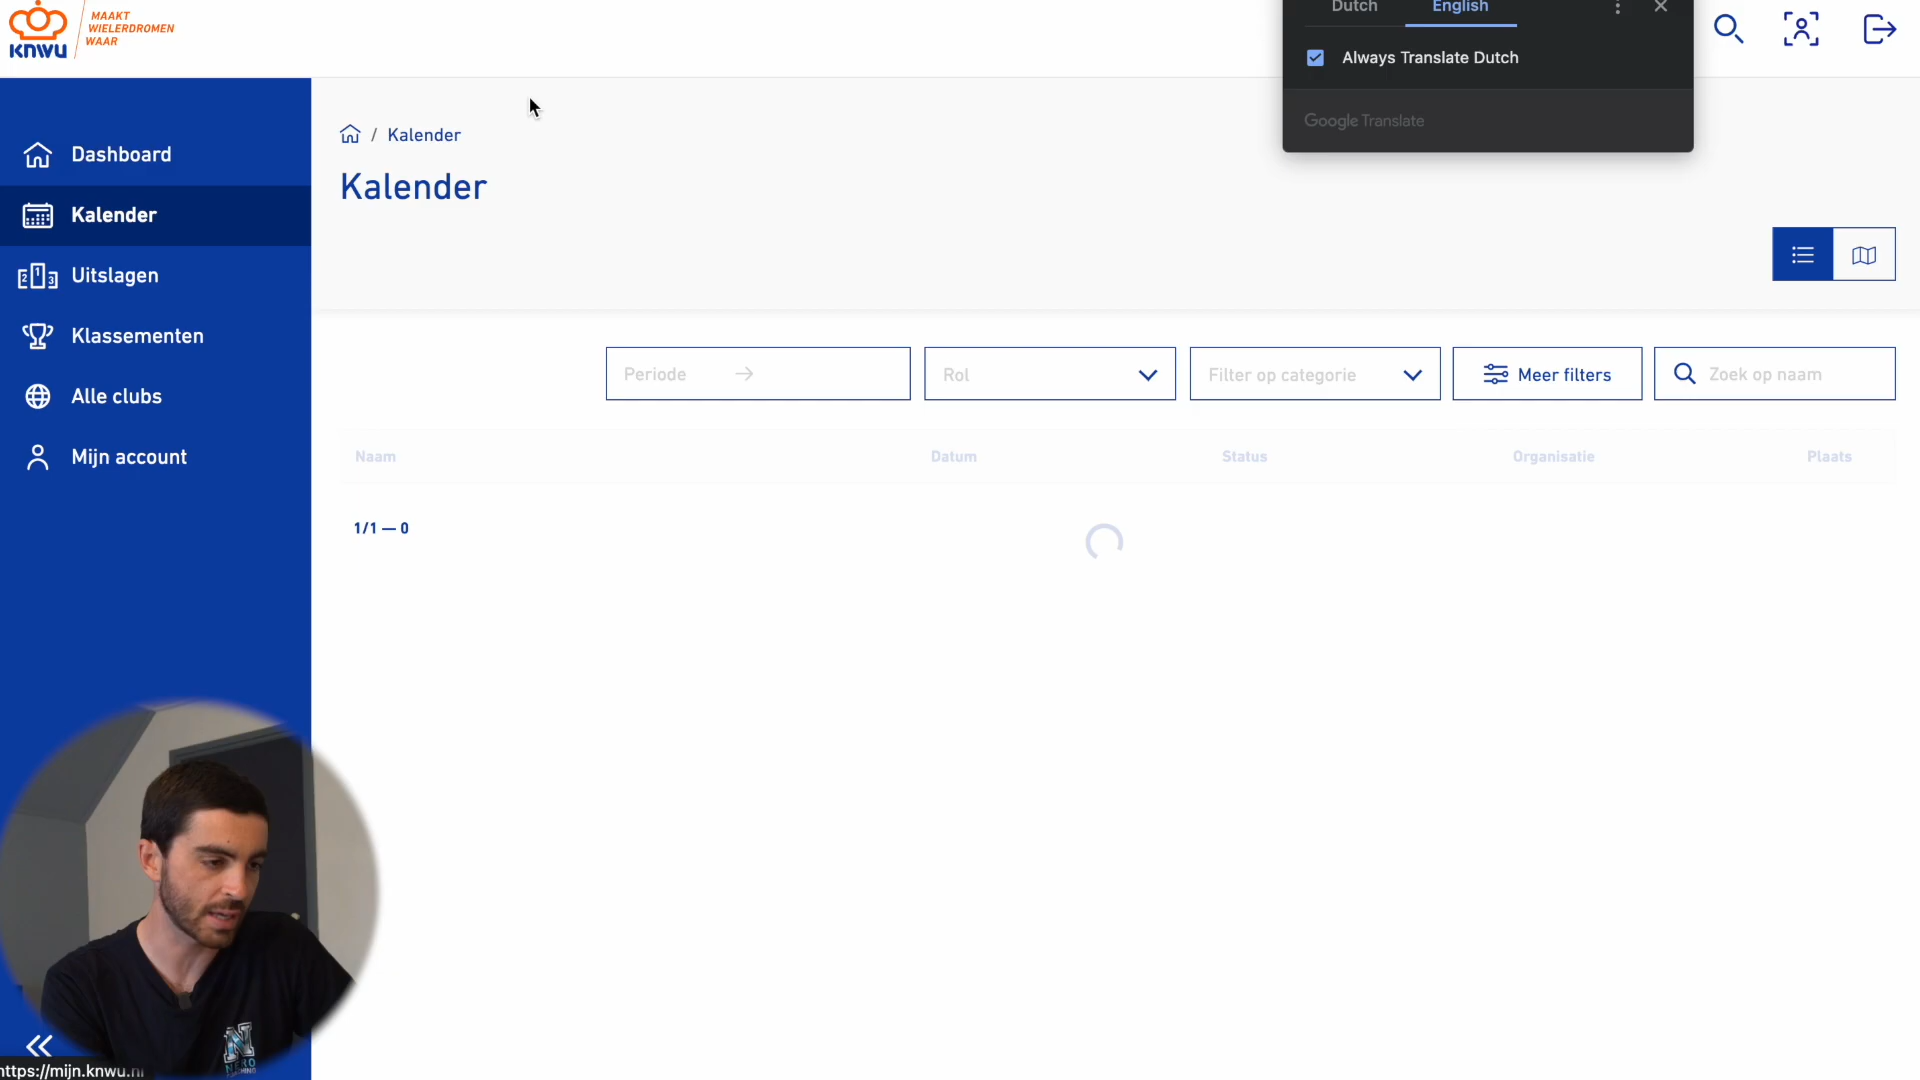 KNWU
MAAKT
WIELERDROMEN
WAAR
Dutch
English
Always Translate Dutch
Google Translate
Dashboard
Kalender
Uitslagen
Klassementen
Alle clubs
Mijn account
/ Kalender
Kalender
Periode
Rol
Filter op categorie
Meer filters
Zoek op naam
Naam Datum Status Organisatie Plaats
1/1 — 0
N
https://mijn.knwu.nl